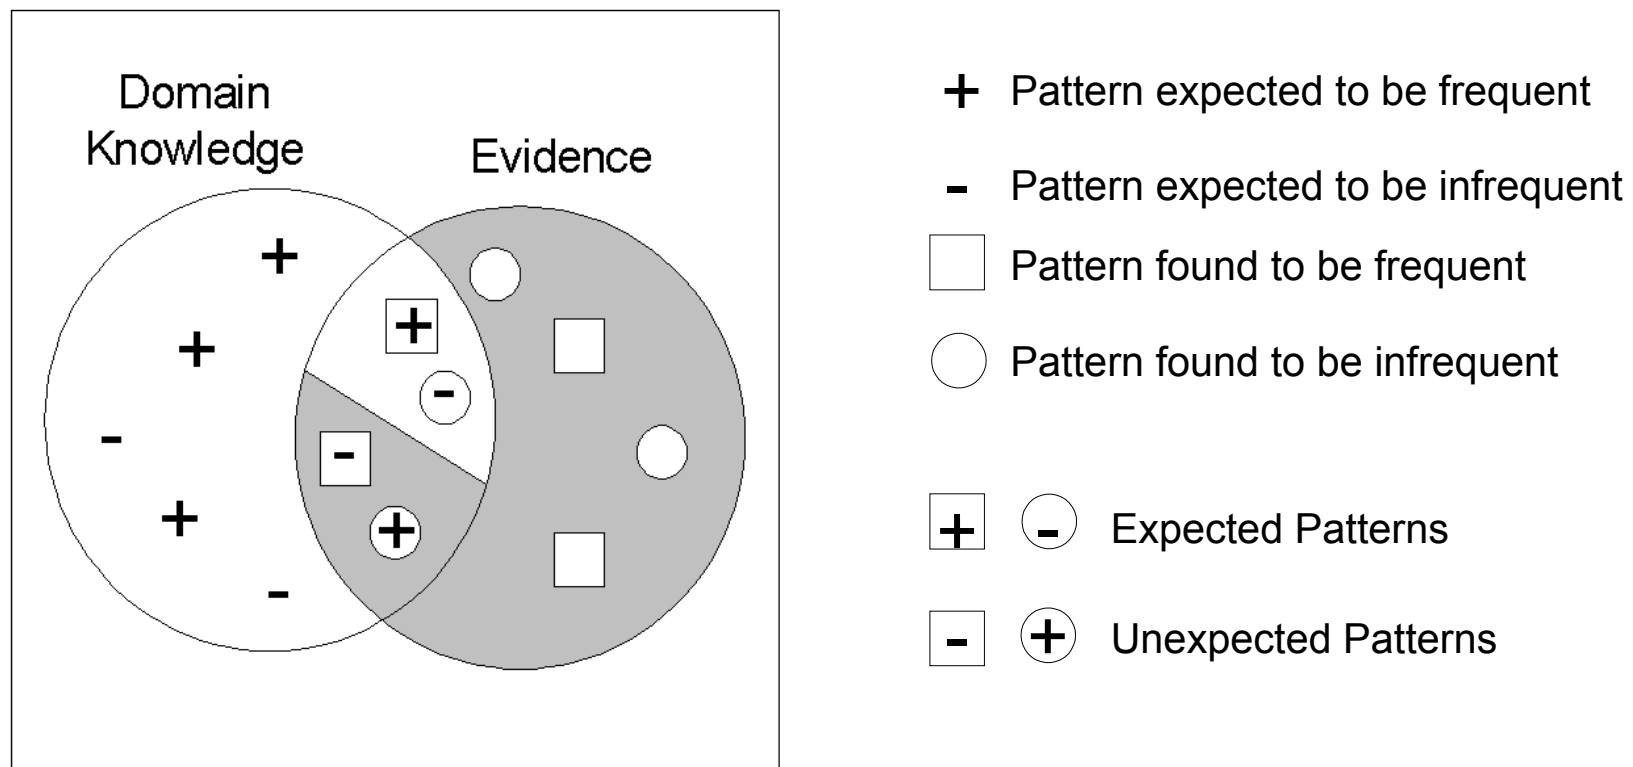 Domain
Knowledge
Evidence
+ Pattern expected to be frequent
- Pattern expected to be infrequent
Pattern found to be frequent
Pattern found to be infrequent
+ - Expected Patterns
- + Unexpected Patterns
+
+
+
-
-
+
-
+
-